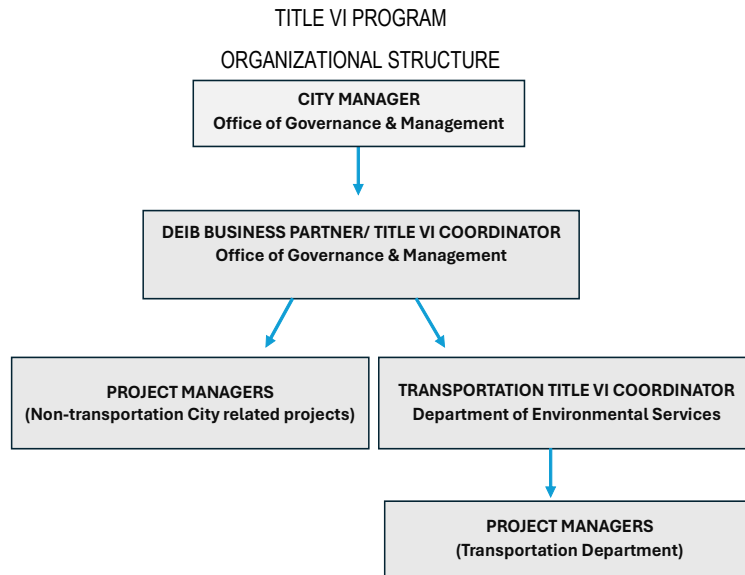 TITLE VI PROGRAM
ORGANIZATIONAL STRUCTURE
CITY MANAGER
Office of Governance & Management
DEIB BUSINESS PARTNER/ TITLE VI COORDINATOR
Office of Governance & Management
PROJECT MANAGERS
(Non-transportation City related projects)
TRANSPORTATION TITLE VI COORDINATOR
Department of Environmental Services
PROJECT MANAGERS
(Transportation Department)